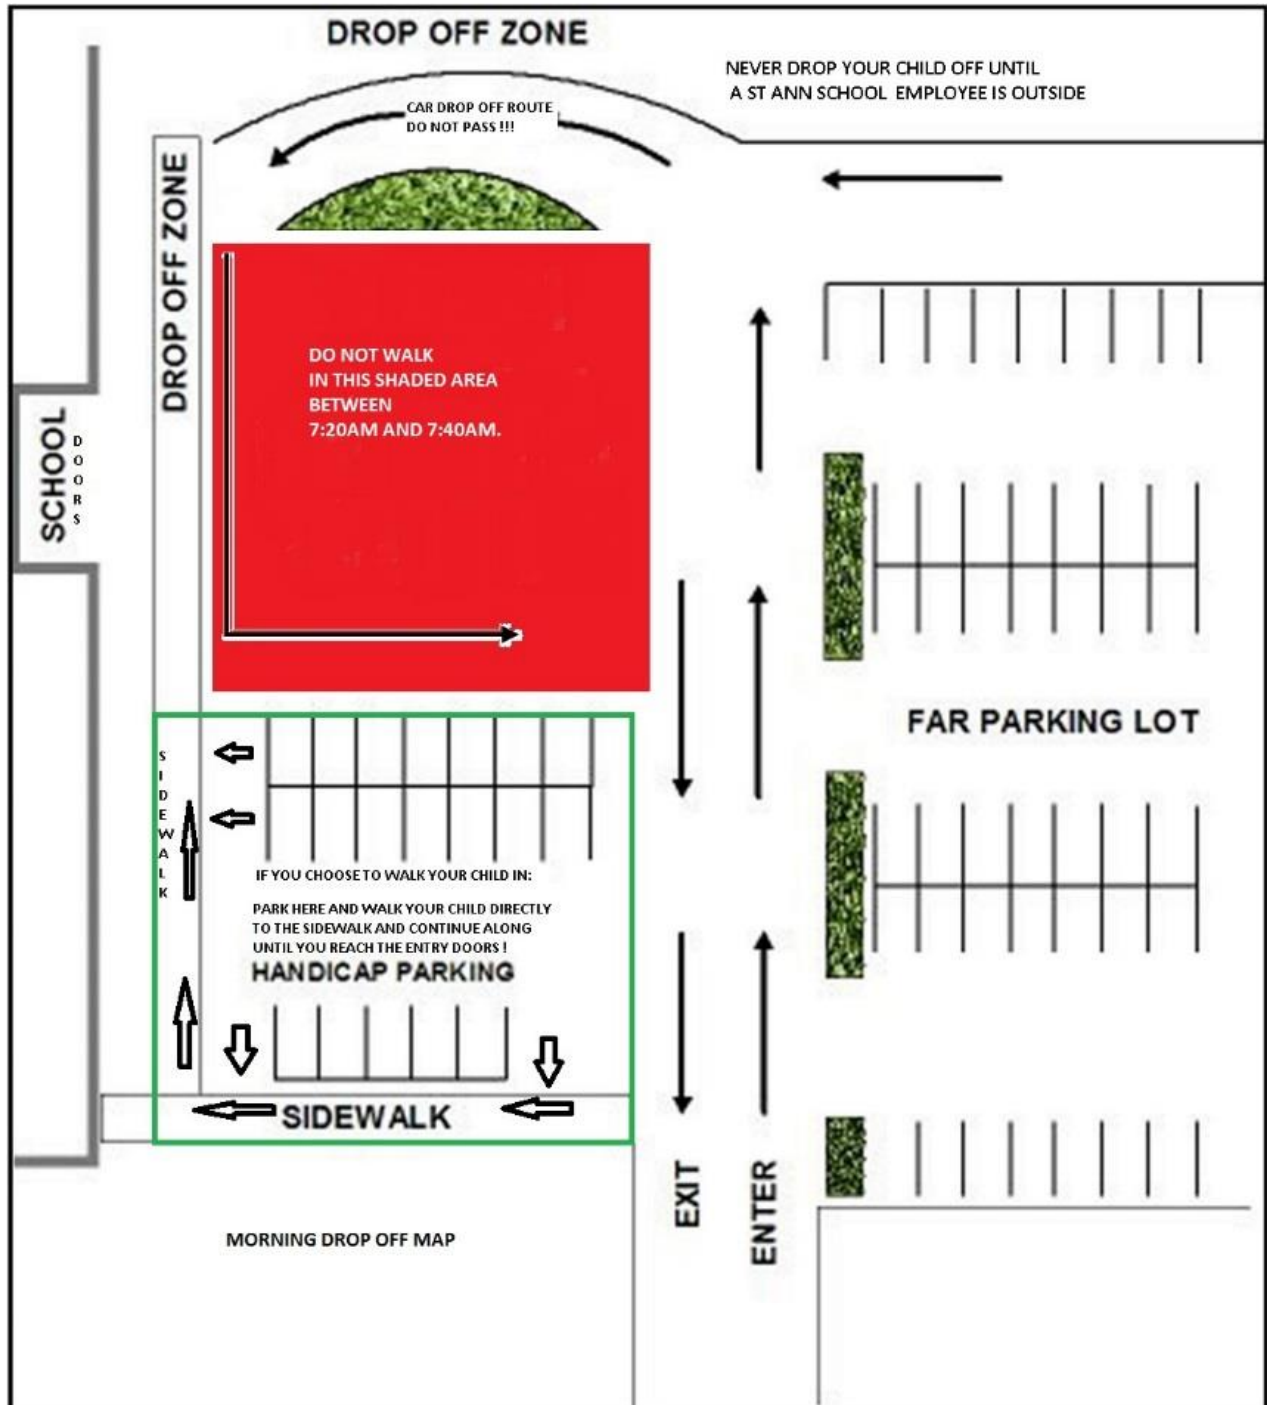 DROP OFF ZONE
NEVER DROP YOUR CHILD OFF UNTIL
A ST ANN SCHOOL EMPLOYEE IS OUTSIDE
CAR DROP OFF ROUTE
DO NOT PASS !!!
DROP OFF ZONE
DO NOT WALK
IN THIS SHADED AREA
BETWEEN
7:20AM AND 7:40AM.
SCHOOL
DOORS
FAR PARKING LOT
SIDEWALK
IF YOU CHOOSE TO WALK YOUR CHILD IN:
PARK HERE AND WALK YOUR CHILD DIRECTLY
TO THE SIDEWALK AND CONTINUE ALONG
UNTIL YOU REACH THE ENTRY DOORS !
HANDICAP PARKING
SIDEWALK
EXIT
ENTER
MORNING DROP OFF MAP